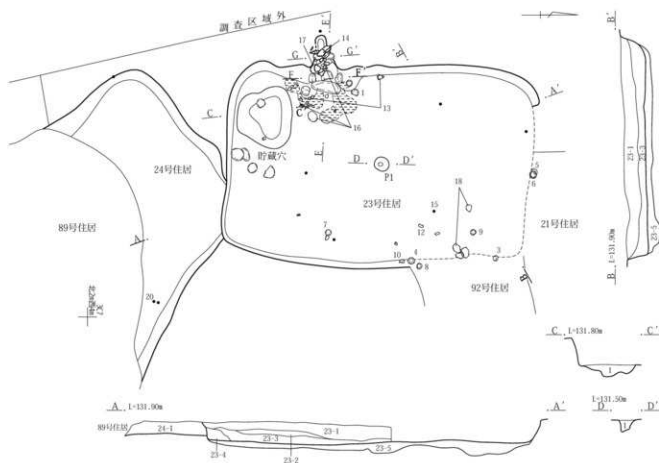 調査区域外
E'
17
14
G
G'
B'
F
F'
1
13
A'
C
C'
16
E
貯蔵穴
D
D'
P1
24号住居
89号住居
A
23号住居
18
5
6
21号住居
7
15
12
9
10
4
8
3
B
92号住居
20
B'
23-1
23-3
23-5
L=131.90m
B
C
L=131.80m
C'
1
A
L=131.90m
A'
D
L=131.50m
D'
1
89号住居
24-1
23-1
23-3
23-4
23-2
23-5